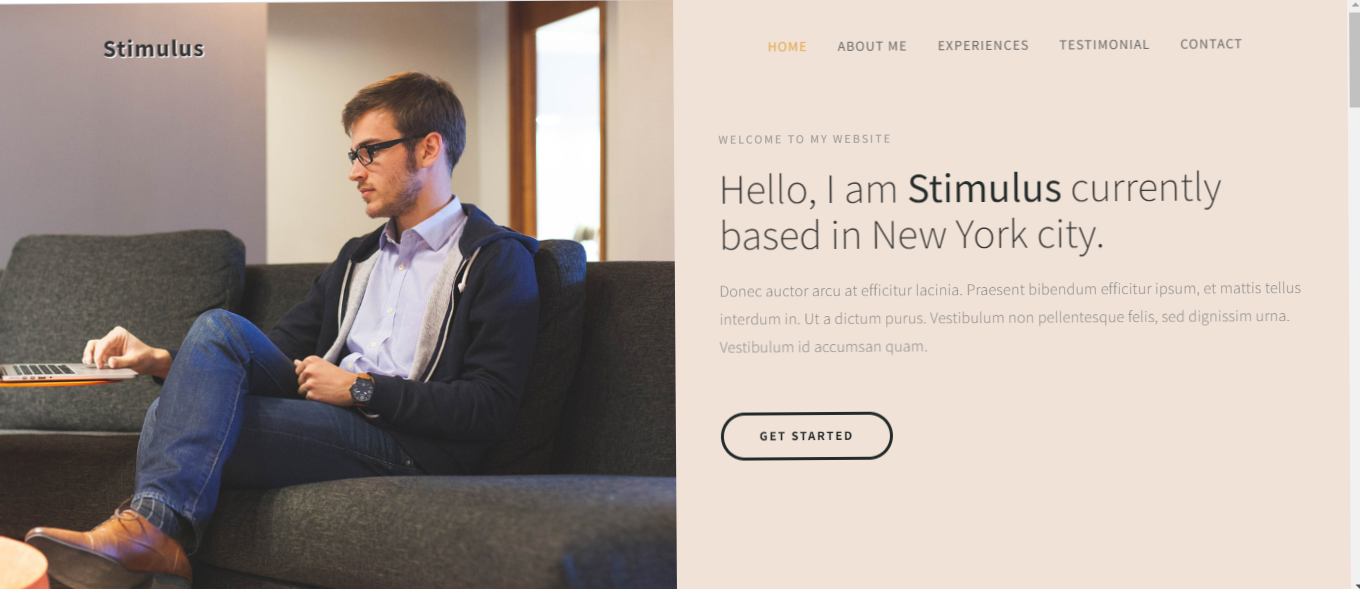 Stimulus
HOME ABOUT ME EXPERIENCES TESTIMONIAL CONTACT
WELCOME TO MY WEBSITE
Hello, I am Stimulus currently
based in New York city.
Donec auctor arcu at efficitur lacinia. Praesent bibendum efficitur ipsum, et mattis tellus
interdum in. Ut a dictum purus. Vestibulum non pellentesque felis, sed dignissim urna.
Vestibulum id accumsan quam.
GET STARTED